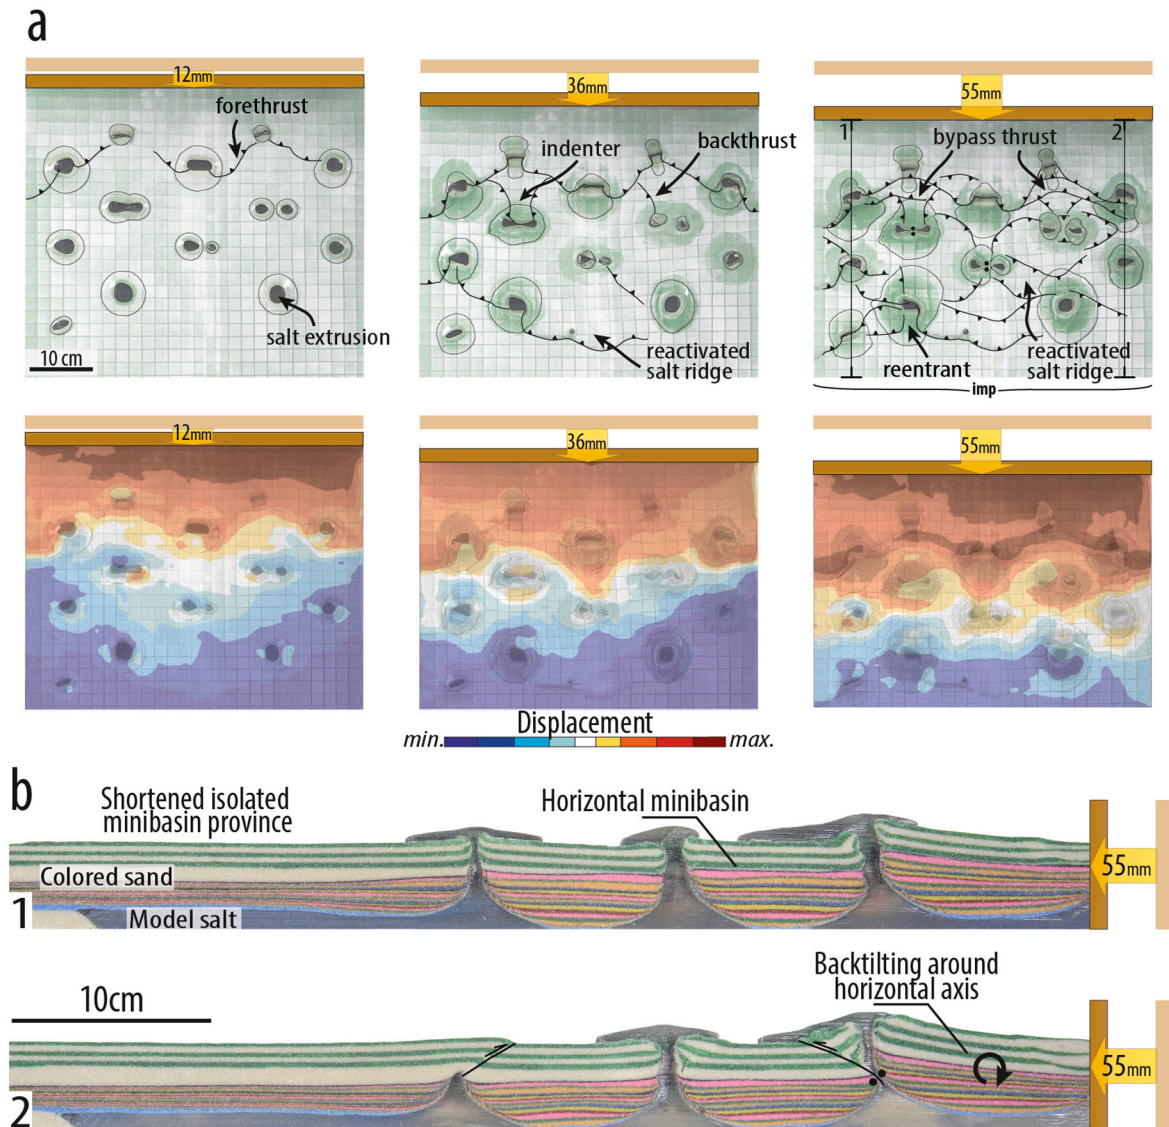 a
12mm
36mm
55mm
forethrust
salt extrusion
10 cm
indenter
backthrust
reactivated
salt ridge
1
2
bypass thrust
reentrant
reactivated
salt ridge
imp
12mm
36mm
55mm
Displacement
min.
max.
b
Shortened isolated
minibasin province
Horizontal minibasin
Colored sand
Model salt
1
55mm
10cm
Backtilting around
horizontal axis
2
55mm